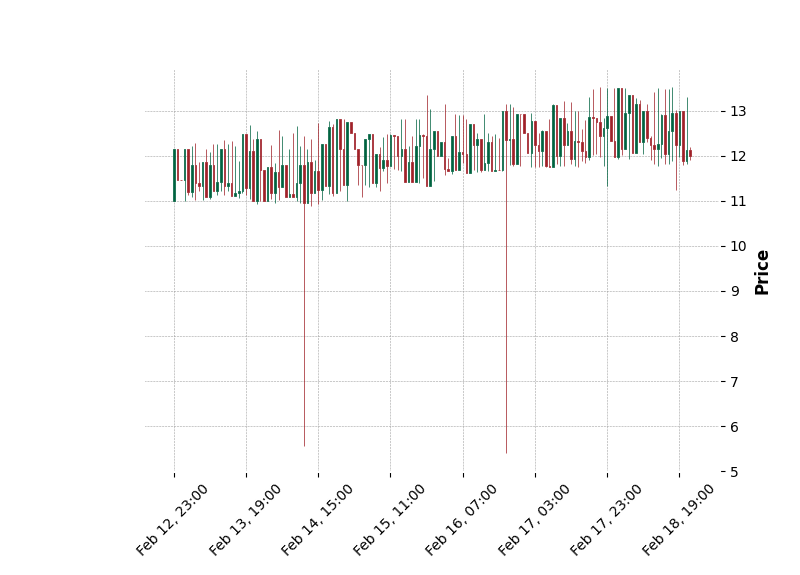 13
12
11
10
9
8
7
6
5
Price
Feb 12, 23:00
Feb 13, 19:00
Feb 14, 15:00
Feb 15, 11:00
Feb 16, 07:00
Feb 17, 03:00
Feb 17, 23:00
Feb 18, 19:00